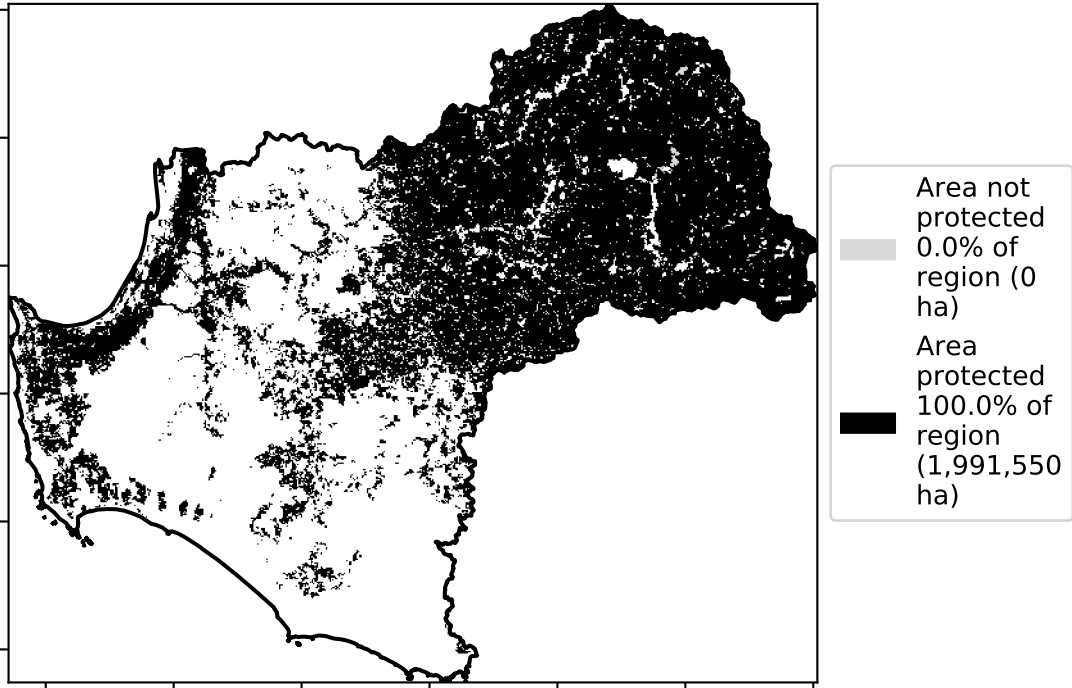 Area not
protected
0.0% of
region (0
ha)
Area
protected
100.0% of
region
(1,991,550
ha)